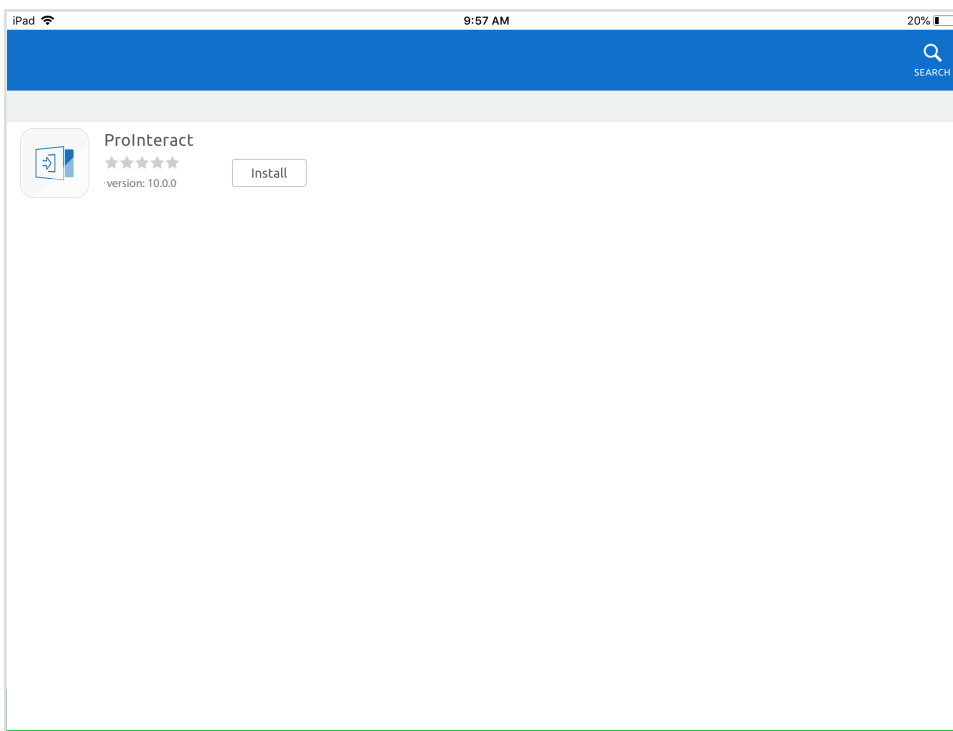 iPad 9:57 AM 20%
SEARCH
ProInteract
version: 10.0.0
Install